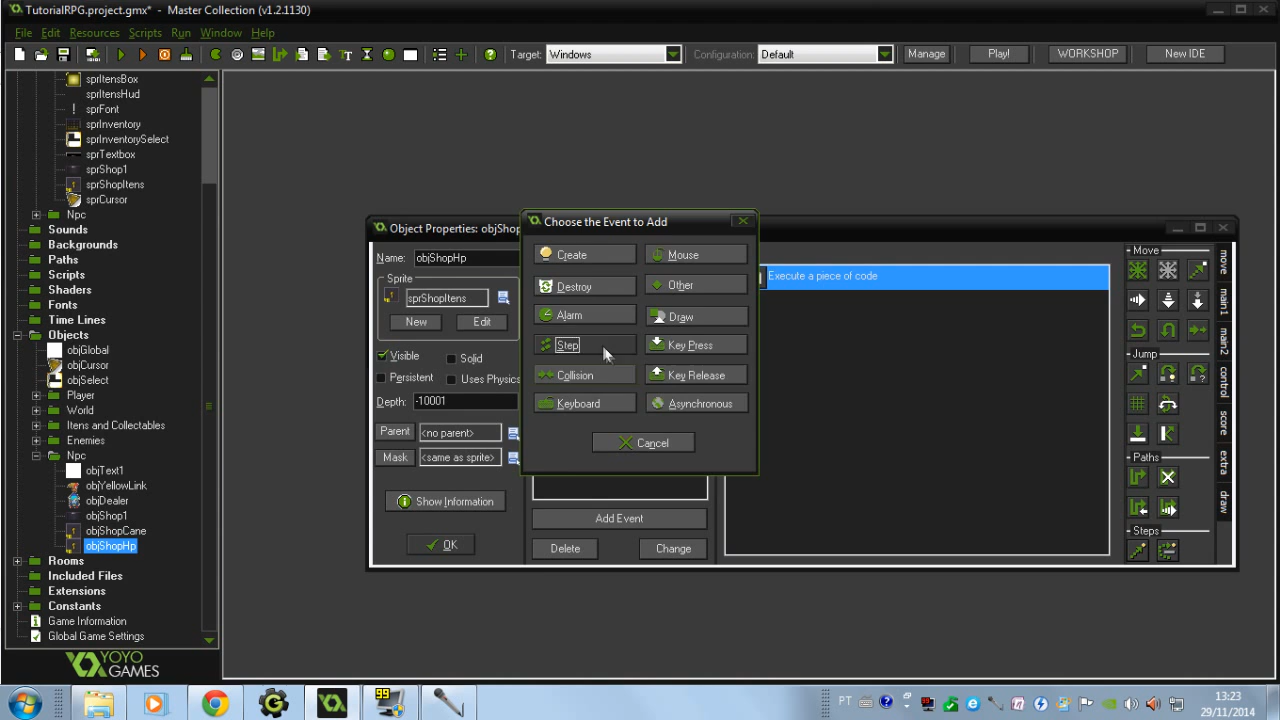 TutorialRPG.project.gmx* - Master Collection (v1.2.1130)
File Edit Resources Scripts Run Window Help
Target: Windows Configuration: Default Manage Play! WORKSHOP New IDE
sprItensBox
sprItensHud
sprFont
sprInventory
sprInventorySelect
sprTextbox
sprShop1
sprShopItens
sprCursor
Npc
Sounds
Backgrounds
Paths
Scripts
Shaders
Fonts
Time Lines
Objects
objGlobal
objCursor
objSelect
Player
World
Itens and Collectables
Enemies
Npc
objText1
objYellowLink
objDealer
objShop1
objShopCane
objShopHp
Rooms
Included Files
Extensions
Constants
Game Information
Global Game Settings
YOYO
GAMES
Object Properties: objShop
Name: objShopHp
Sprite
sprShopItens
New Edit
Visible Solid
Persistent Uses Physics
Depth: -10001
Parent <no parent>
Mask <same as sprite>
Show Information
OK
Choose the Event to Add
Create Mouse
Destroy Other
Alarm Draw
Step Key Press
Collision Key Release
Keyboard Asynchronous
Cancel
Add Event
Delete Change
Execute a piece of code
Move
Jump
Paths
Steps
move
main1
main2
control
score
extra
draw
99
PT
13:23
29/11/2014